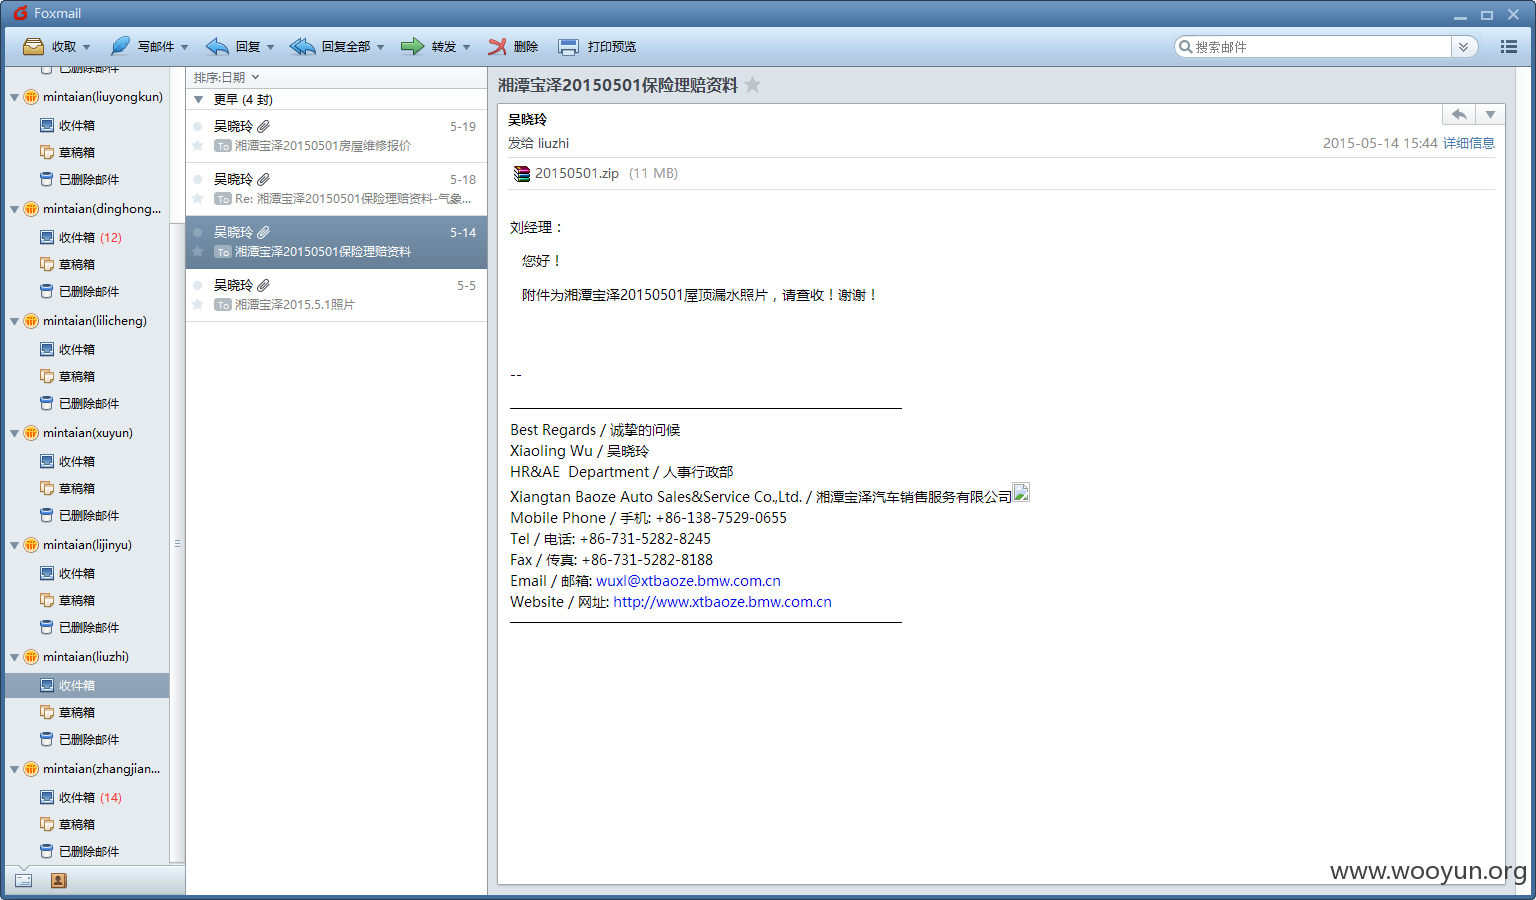 Foxmail
收取 写邮件 回复 回复全部 转发 删除 打印预览 搜索邮件
已删除邮件
mintaian(liuyongkun)
收件箱
草稿箱
已删除邮件
mintaian(dinghong...
收件箱 (12)
草稿箱
已删除邮件
mintaian(lilicheng)
收件箱
草稿箱
已删除邮件
mintaian(xuyun)
收件箱
草稿箱
已删除邮件
mintaian(lijinyu)
收件箱
草稿箱
已删除邮件
mintaian(liuzhi)
收件箱
草稿箱
已删除邮件
mintaian(zhangjian...
收件箱 (14)
草稿箱
已删除邮件
排序:日期
更早 (4 封)
吴晓玲 5-19
To 湘潭宝泽20150501房屋维修报价
吴晓玲 5-18
To Re: 湘潭宝泽20150501保险理赔资料-气象...
吴晓玲 5-14
To 湘潭宝泽20150501保险理赔资料
吴晓玲 5-5
To 湘潭宝泽2015.5.1照片
湘潭宝泽20150501保险理赔资料
吴晓玲
发给 liuzhi 2015-05-14 15:44 详细信息
20150501.zip (11 MB)
刘经理：
您好！
附件为湘潭宝泽20150501屋顶漏水照片，请查收！谢谢！
--
Best Regards / 诚挚的问候
Xiaoling Wu / 吴晓玲
HR&AE Department / 人事行政部
Xiangtan Baoze Auto Sales&Service Co.,Ltd. / 湘潭宝泽汽车销售服务有限公司
Mobile Phone / 手机: +86-138-7529-0655
Tel / 电话: +86-731-5282-8245
Fax / 传真: +86-731-5282-8188
Email / 邮箱: wuxl@xtbaoze.bmw.com.cn
Website / 网址: http://www.xtbaoze.bmw.com.cn
www.wooyun.org